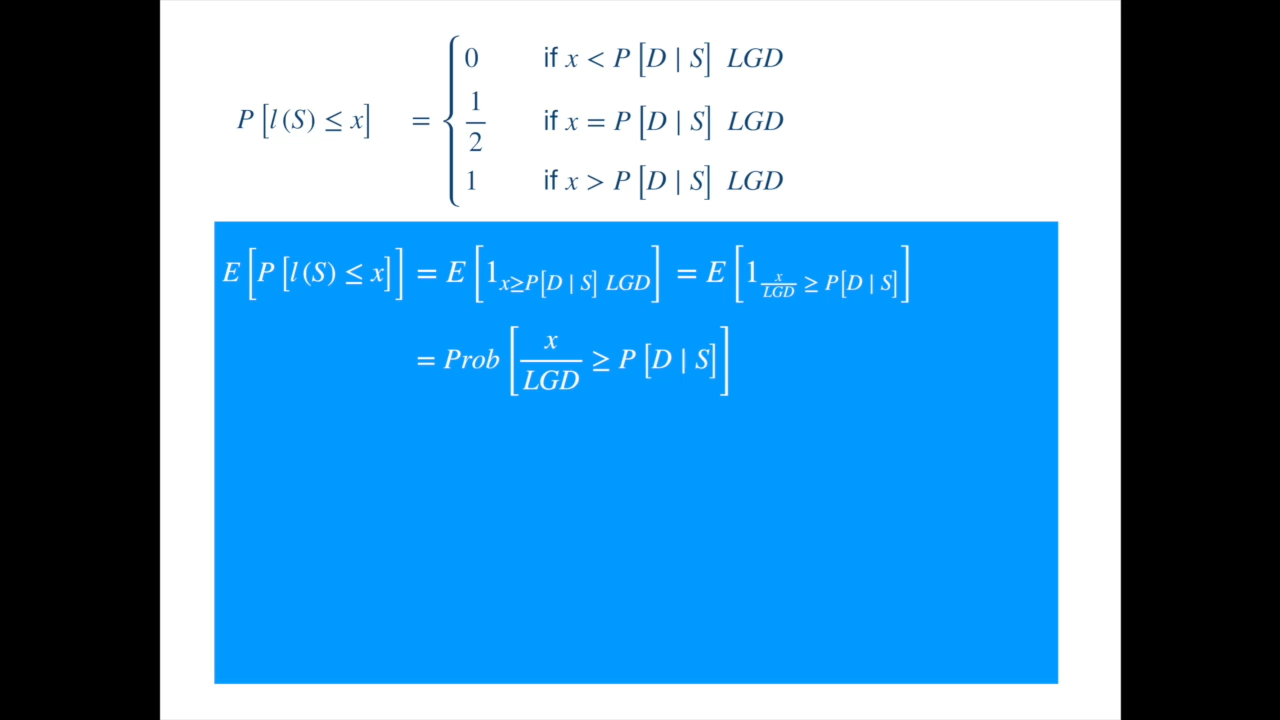 P [l (S) ≤ x] = { 0 if x < P [D | S] LGD
1/2 if x = P [D | S] LGD
1 if x > P [D | S] LGD
E [P [l (S) ≤ x]] = E [1_{x≥P[D | S] LGD}] = E [1_{x/LGD ≥ P[D | S]}]
= Prob [x/LGD ≥ P [D | S]]